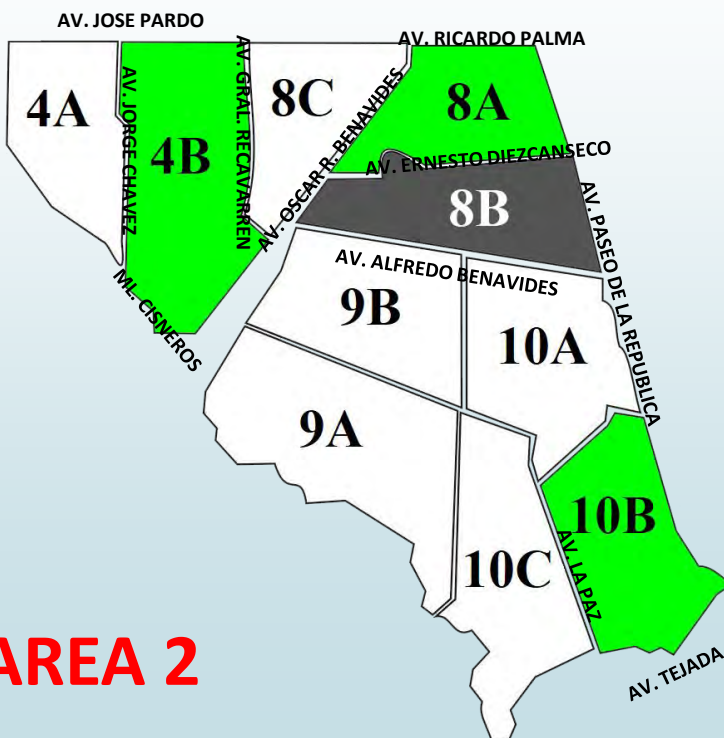 AV. JOSE PARDO
AV. RICARDO PALMA
4A
AV. JORGE CHAVEZ
4B
AV. GRAL. RECAVARREN
8C
AV. OSCAR R. BENAVIDES
8A
AV. ERNESTO DIEZCANSECO
8B
AV. PASEO DE LA REPUBLICA
AV. ALFREDO BENAVIDES
ML. CISNEROS
9B
10A
9A
10B
10C
AV. LA PAZ
AREA 2
AV. TEJADA